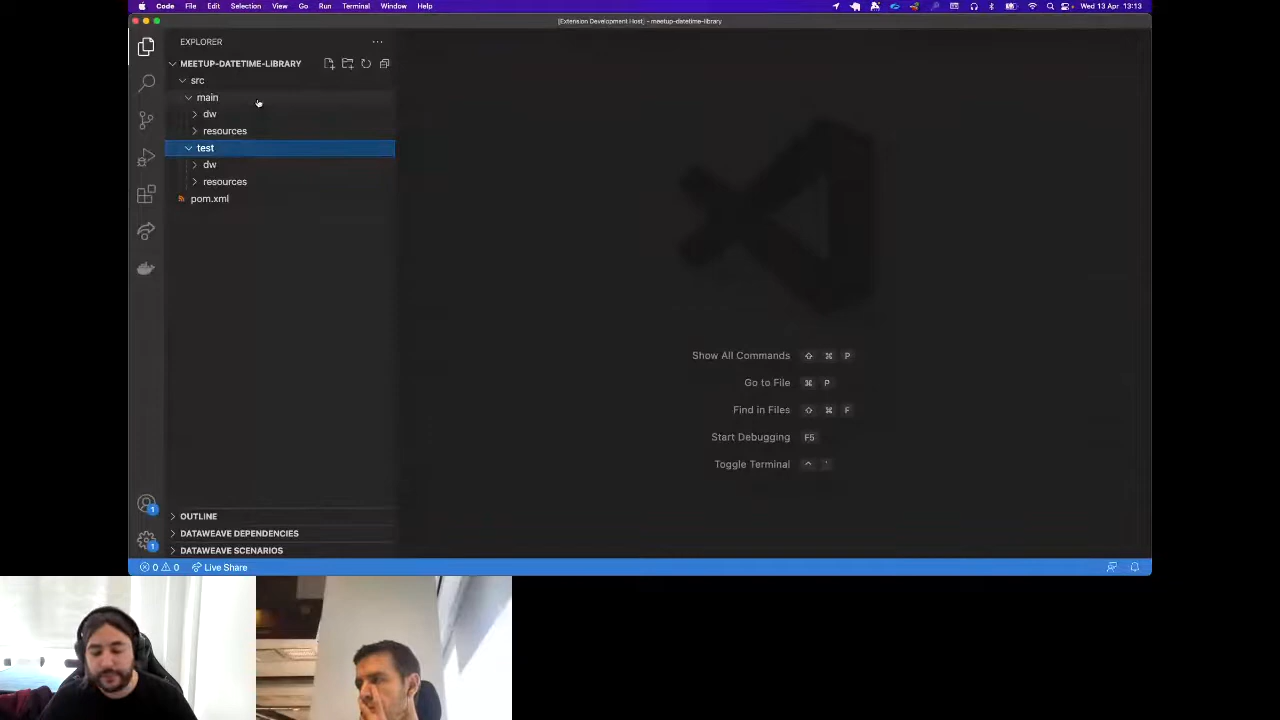 Code File Edit Selection View Go Run Terminal Window Help Wed 13 Apr 13:13
[Extension Development Host] - meetup-datetime-library
EXPLORER
MEETUP-DATETIME-LIBRARY
src
main
dw
resources
test
dw
resources
pom.xml
Show All Commands ⇧ ⌘ P
Go to File ⌘ P
Find in Files ⇧ ⌘ F
Start Debugging F5
Toggle Terminal ^ `
1
1
OUTLINE
DATAWEAVE DEPENDENCIES
DATAWEAVE SCENARIOS
0 0 Live Share